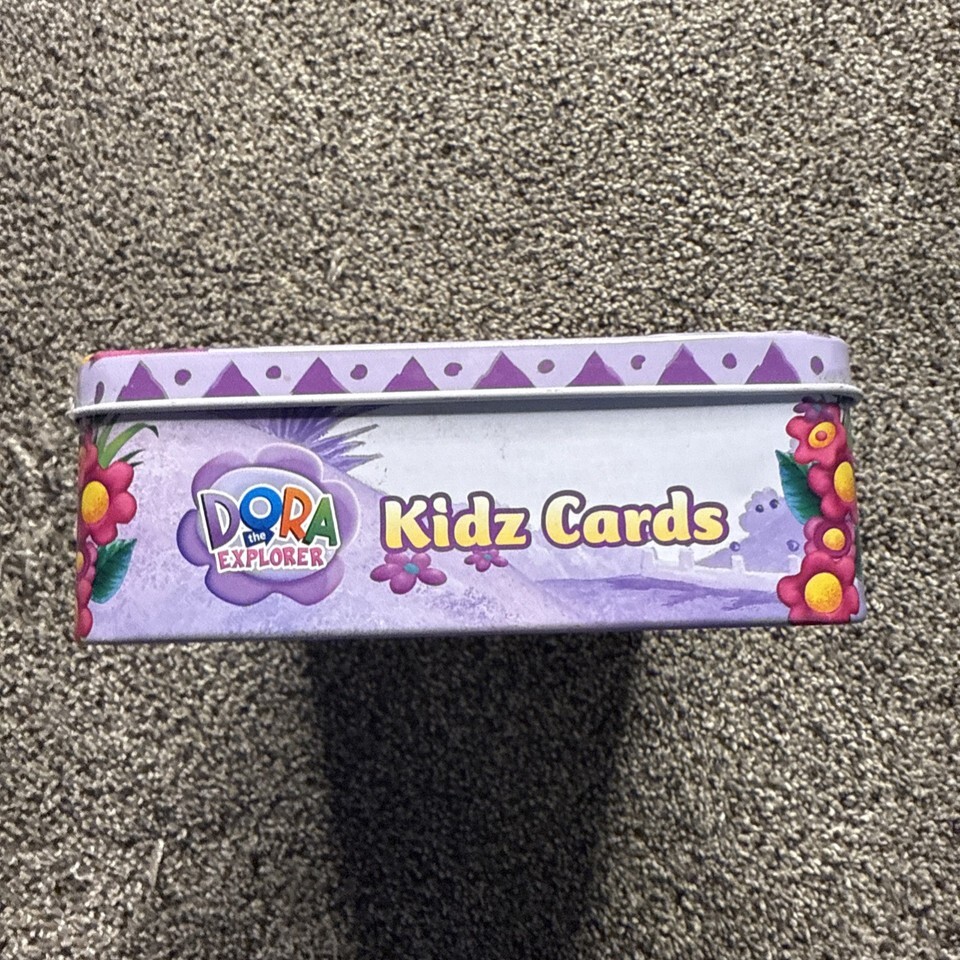 DORA
the
EXPLORER
Kidz Cards